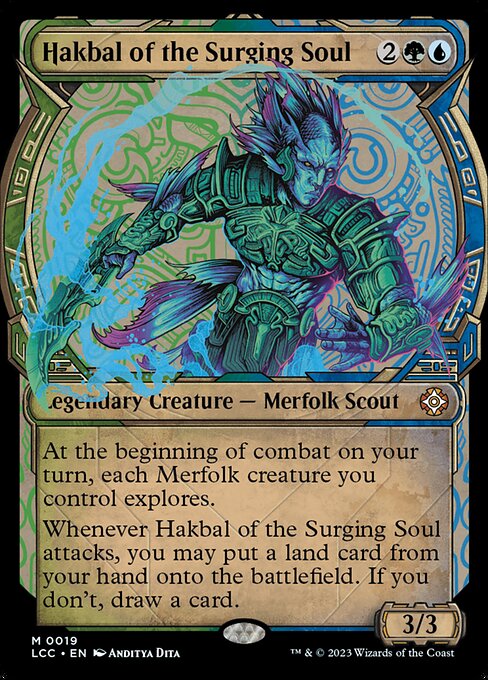 Hakbal of the Surging Soul 2
Legendary Creature — Merfolk Scout
At the beginning of combat on your
turn, each Merfolk creature you
control explores.
Whenever Hakbal of the Surging Soul
attacks, you may put a land card from
your hand onto the battlefield. If you
don't, draw a card.
3/3
M 0019
LCC • EN Anditya Dita
™ & © 2023 Wizards of the Coast